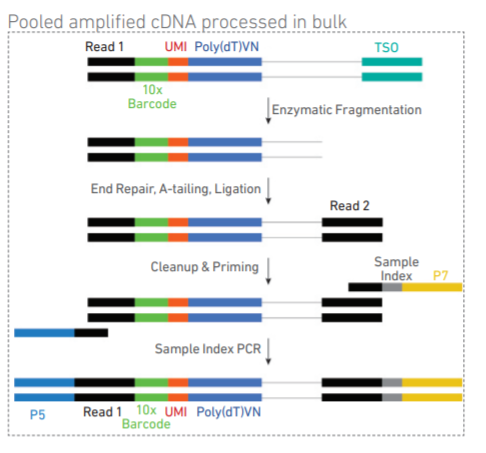 Pooled amplified cDNA processed in bulk
Read 1 UMI Poly(dT)VN TSO
10x
Barcode
Enzymatic Fragmentation
End Repair, A-tailing, Ligation
Read 2
Cleanup & Priming
Sample
Index P7
Sample Index PCR
P5 Read 1 10x UMI Poly(dT)VN
Barcode